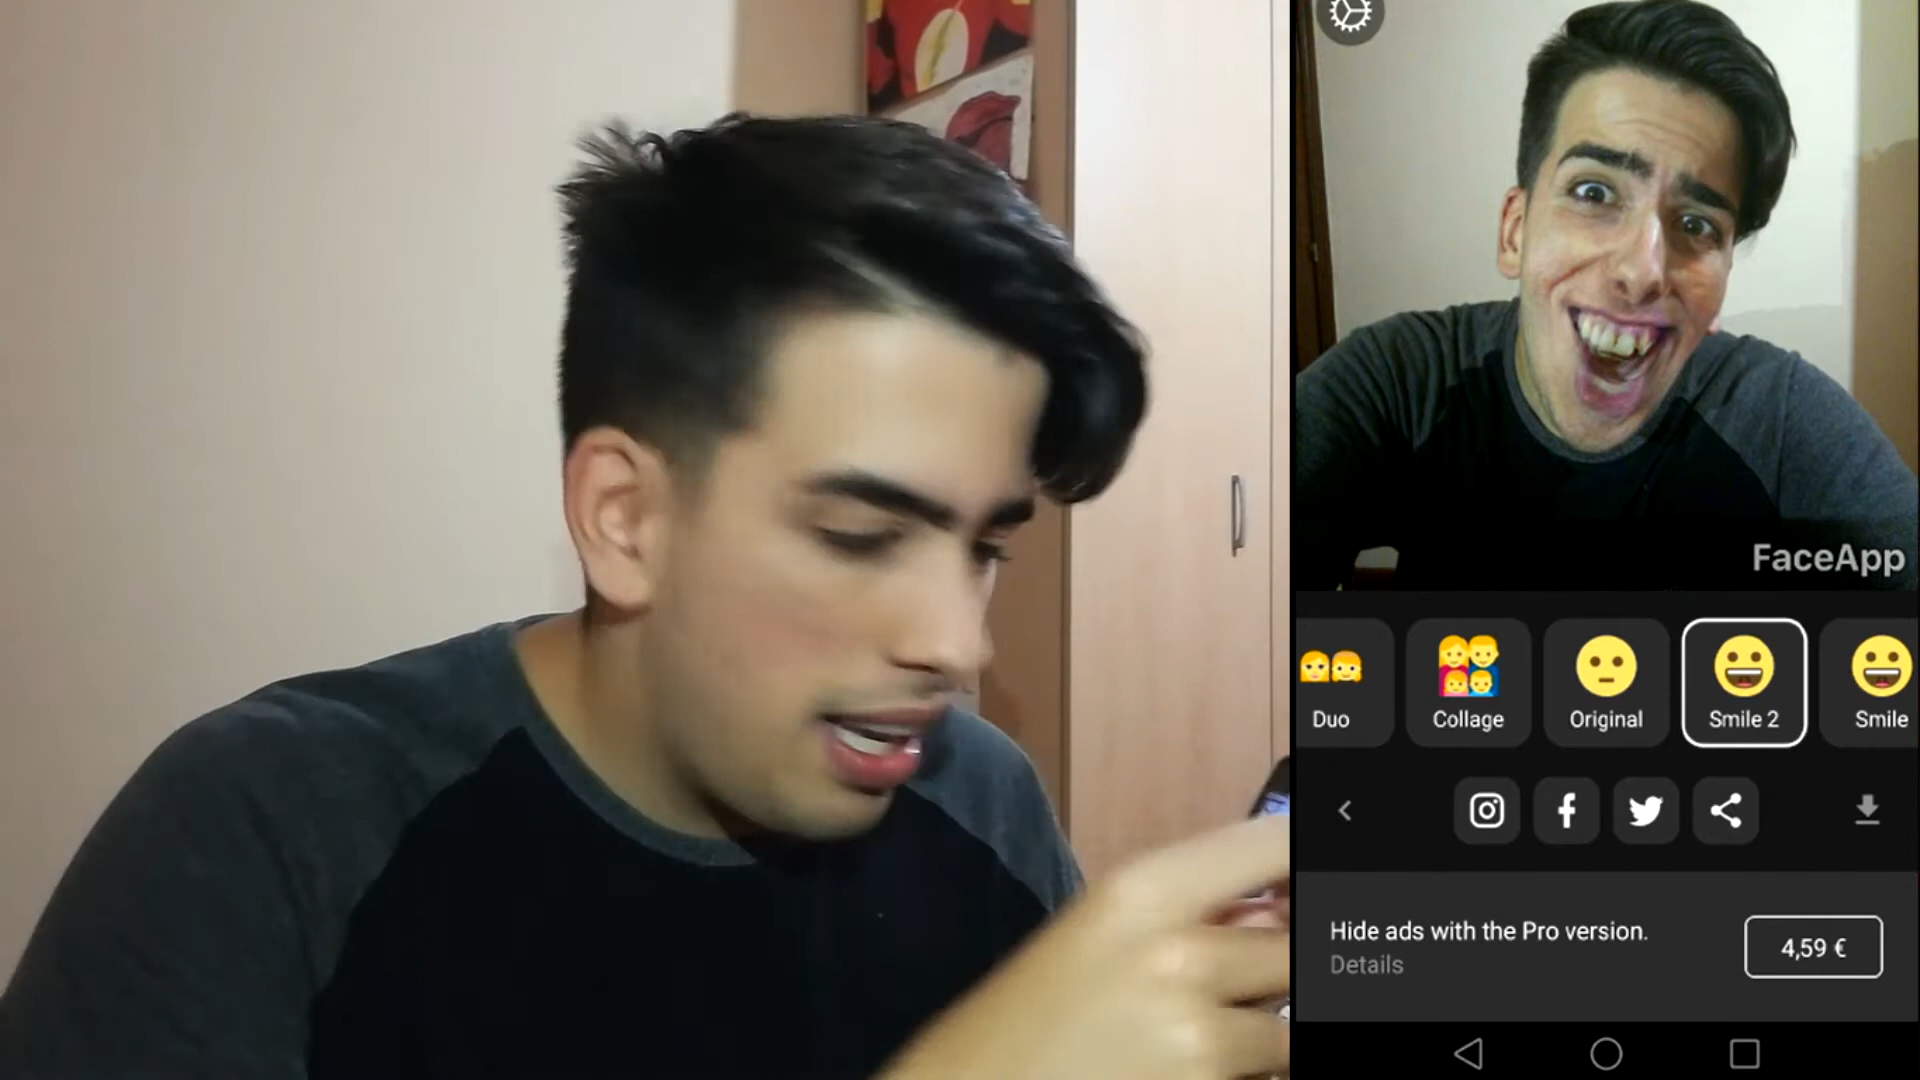 FaceApp
Duo
Collage
Original
Smile 2
Smile
Hide ads with the Pro version.
Details
4,59 €